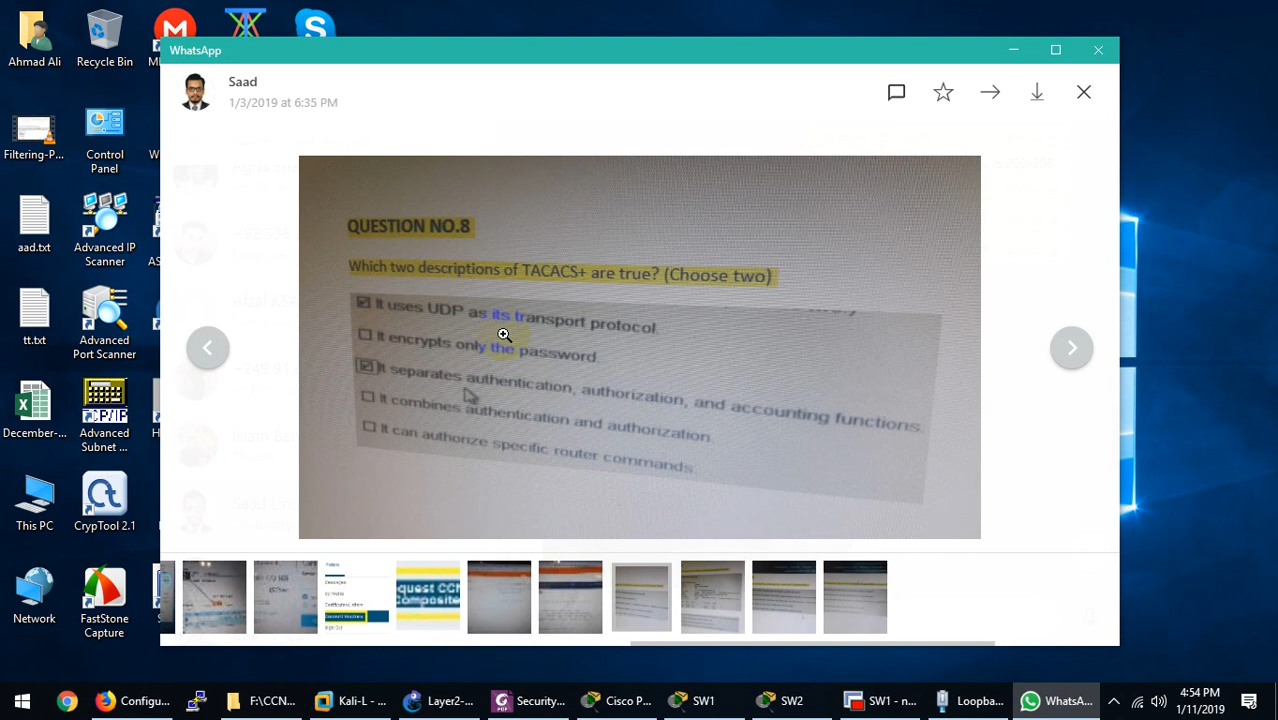 Ahmad Ali
Recycle Bin
WhatsApp
Saad
1/3/2019 at 6:35 PM
Filtering-P...
Control Panel
QUESTION NO.8
Which two descriptions of TACACS+ are true? (Choose two)
It uses UDP as its transport protocol.
It encrypts only the password
It separates authentication, authorization, and accounting functions
It combines authentication and authorization.
It can authorize specific router commands.
aad.txt
Advanced IP Scanner
tt.txt
Advanced Port Scanner
TCP/IP
December-...
Advanced Subnet ...
This PC
CrypTool 2.1
Network
FastStone Capture
Configu...
F:\CCN...
Kali-L - ...
Layer2-...
Security...
Cisco P...
SW1
SW2
SW1 - n...
Loopba...
WhatsA...
4:54 PM
1/11/2019